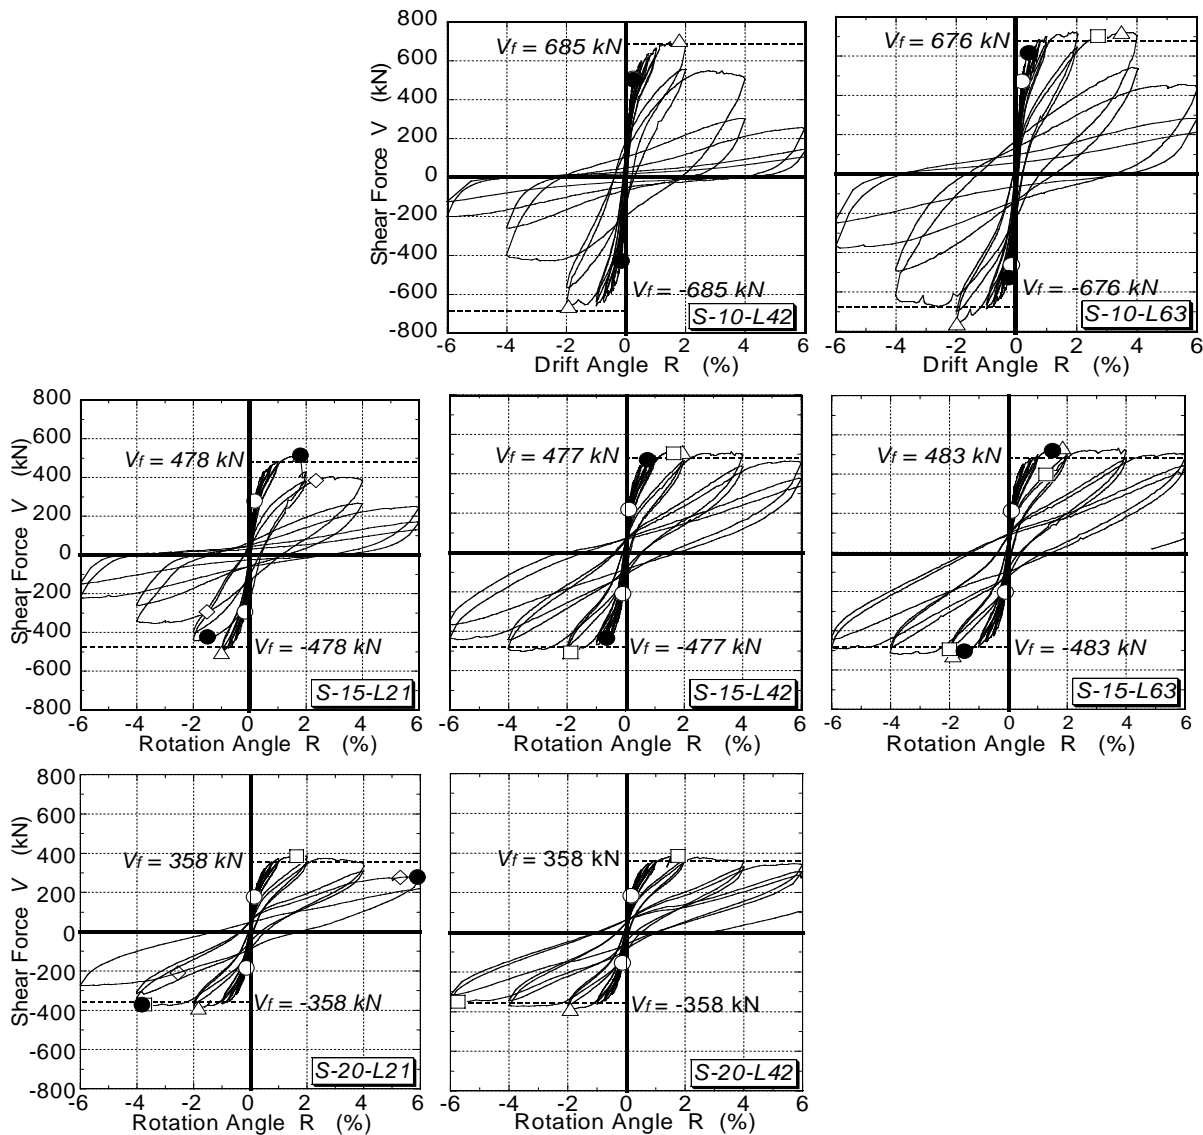 800
600
400
200
0
-200
-400
-600
-800
Shear Force V (kN)
Vf = 685 kN
Vf = -685 kN
S-10-L42
-6 -4 -2 0 2 4 6
Drift Angle R (%)
Vf = 676 kN
Vf = -676 kN
S-10-L63
-6 -4 -2 0 2 4 6
Drift Angle R (%)
800
600
400
200
0
200
-400
-600
-800
Shear Force V (kN)
Vf = 478 kN
Vf = -478 kN
S-15-L21
-6 -4 -2 0 2 4 6
Rotation Angle R (%)
Vf = 477 kN
Vf = -477 kN
S-15-L42
-6 -4 -2 0 2 4 6
Rotation Angle R (%)
Vf = 483 kN
Vf = -483 kN
S-15-L63
-6 -4 -2 0 2 4 6
Rotation Angle R (%)
800
600
400
200
0
-200
-400
-600
-800
Shear Force V (kN)
Vf = 358 kN
Vf = -358 kN
S-20-L21
-6 -4 -2 0 2 4 6
Rotation Angle R (%)
Vf = 358 kN
Vf = -358 kN
S-20-L42
-6 -4 -2 0 2 4 6
Rotation Angle R (%)